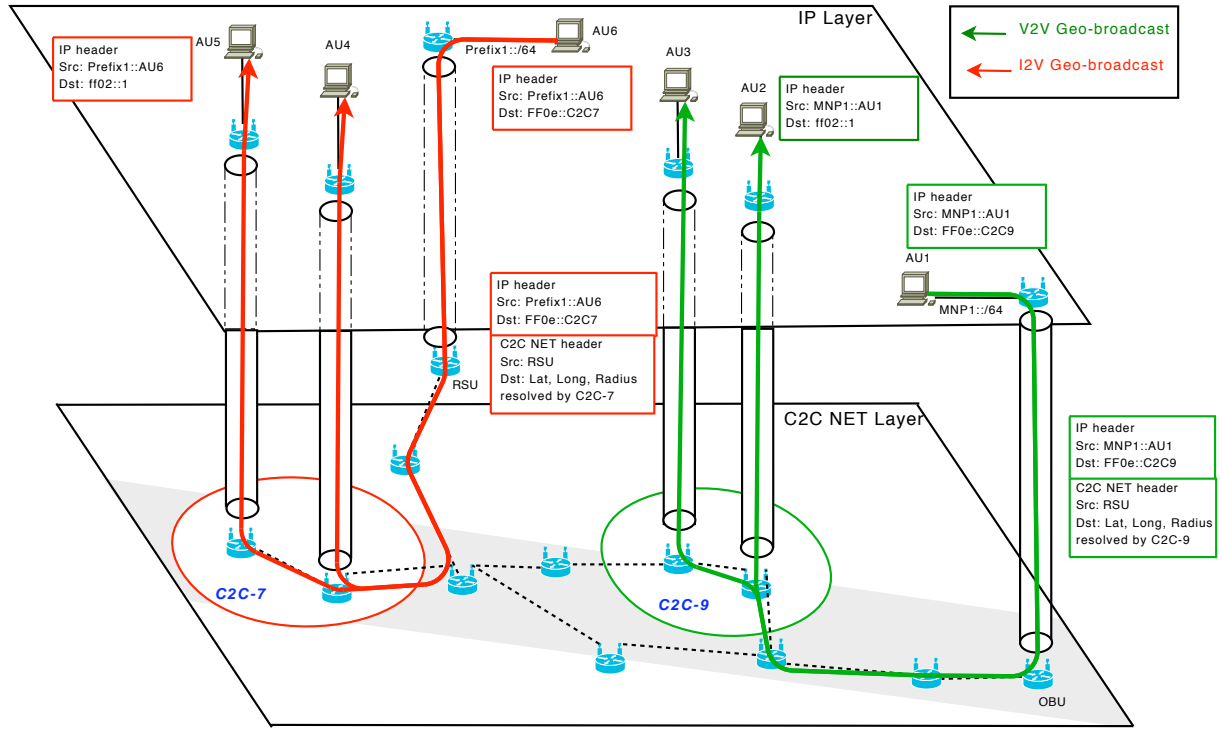 IP Layer
V2V Geo-broadcast
I2V Geo-broadcast
AU5
AU4
AU6
AU3
AU2
Prefix1::/64
IP header
Src: Prefix1::AU6
Dst: ff02::1
IP header
Src: Prefix1::AU6
Dst: FF0e::C2C7
IP header
Src: MNP1::AU1
Dst: ff02::1
IP header
Src: MNP1::AU1
Dst: FF0e::C2C9
AU1
MNP1::/64
IP header
Src: Prefix1::AU6
Dst: FF0e::C2C7
C2C NET header
Src: RSU
Dst: Lat, Long, Radius
resolved by C2C-7
RSU
C2C NET Layer
IP header
Src: MNP1::AU1
Dst: FF0e::C2C9
C2C NET header
Src: RSU
Dst: Lat, Long, Radius
resolved by C2C-9
C2C-7
C2C-9
OBU